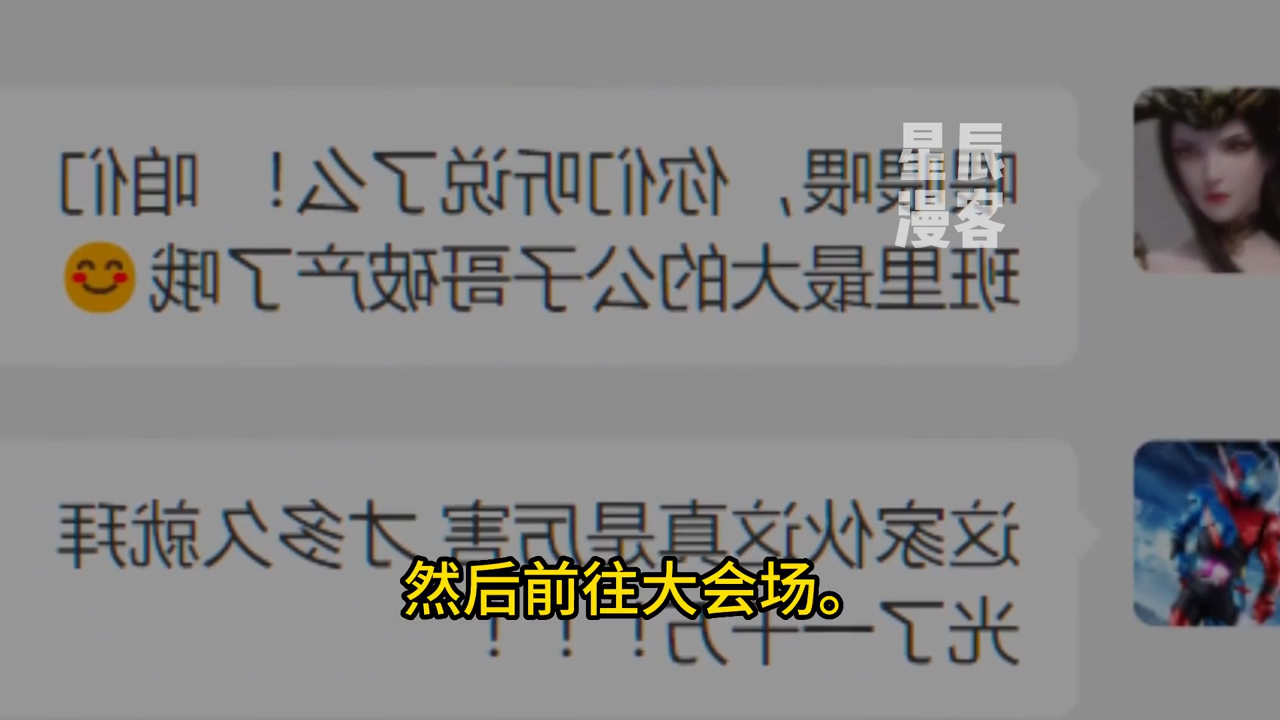 星辰
漫客
喂喂，你们听说了么！ 咱们
班里最大的公子哥破产了哦😊
这家伙这真是厉害 才多久就拜
光了一千万！！！！
然后前往大会场。